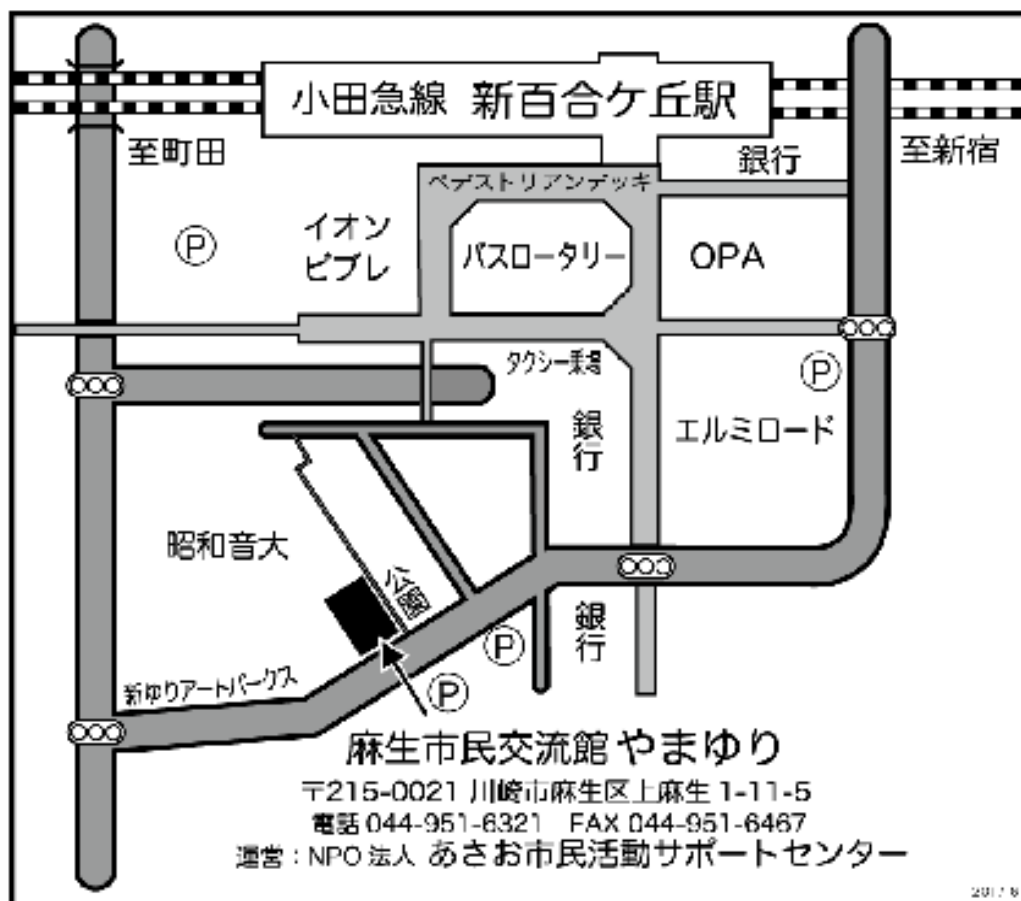 小田急線 新百合ケ丘駅
至町田
銀行
至新宿
ペデストリアンデッキ
Ⓟ
イオン
ビブレ
バスロータリー
OPA
タクシー乗場
Ⓟ
銀行
エルミロード
昭和音大
公園
銀行
Ⓟ
新ゆりアートパークス
Ⓟ
麻生市民交流館 やまゆり
〒215-0021 川崎市麻生区上麻生 1-11-5
電話 044-951-6321 FAX 044-951-6467
運営:NPO 法人 あさお市民活動サポートセンター